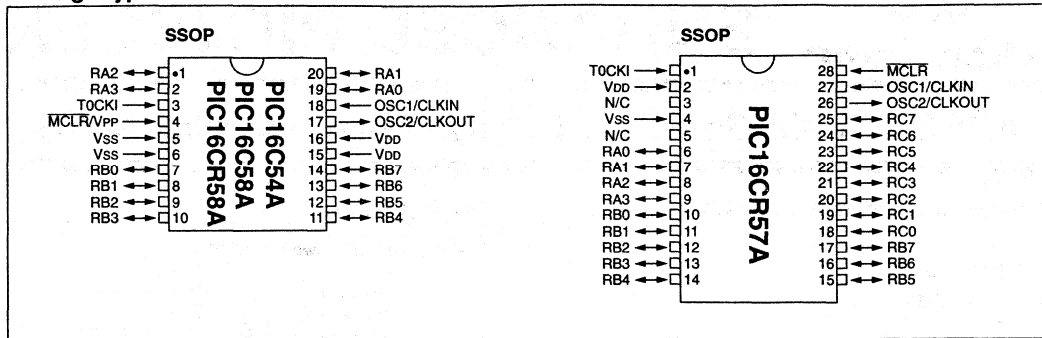 SSOP
RA2 1 20 RA1
RA3 2 19 RA0
T0CKI 3 18 OSC1/CLKIN
MCLR/VPP 4 17 OSC2/CLKOUT
VSS 5 16 VDD
VSS 6 15 VDD
RB0 7 14 RB7
RB1 8 13 RB6
RB2 9 12 RB5
RB3 10 11 RB4
PIC16C54A
PIC16C58A
PIC16CR58A
SSOP
T0CKI 1 28 MCLR
VDD 2 27 OSC1/CLKIN
N/C 3 26 OSC2/CLKOUT
VSS 4 25 RC7
N/C 5 24 RC6
RA0 6 23 RC5
RA1 7 22 RC4
RA2 8 21 RC3
RA3 9 20 RC2
RB0 10 19 RC1
RB1 11 18 RC0
RB2 12 17 RB7
RB3 13 16 RB6
RB4 14 15 RB5
PIC16CR57A